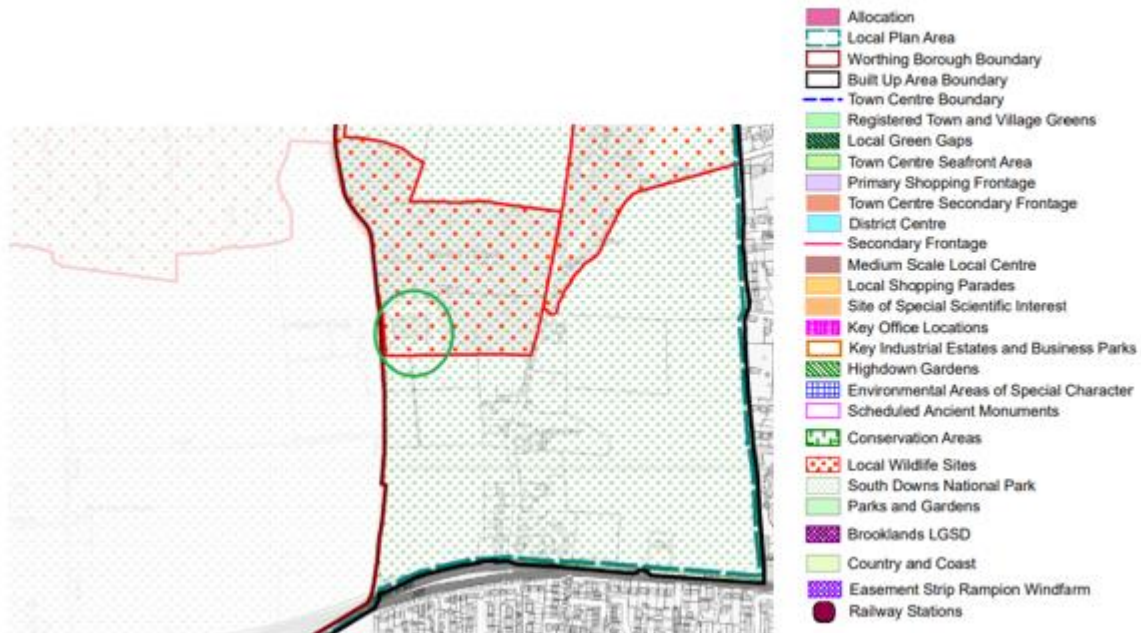 Allocation
Local Plan Area
Worthing Borough Boundary
Built Up Area Boundary
Town Centre Boundary
Registered Town and Village Greens
Local Green Gaps
Town Centre Seafront Area
Primary Shopping Frontage
Town Centre Secondary Frontage
District Centre
Secondary Frontage
Medium Scale Local Centre
Local Shopping Parades
Site of Special Scientific Interest
Key Office Locations
Key Industrial Estates and Business Parks
Highdown Gardens
Environmental Areas of Special Character
Scheduled Ancient Monuments
Conservation Areas
Local Wildlife Sites
South Downs National Park
Parks and Gardens
Brooklands LGSD
Country and Coast
Easement Strip Rampion Windfarm
Railway Stations